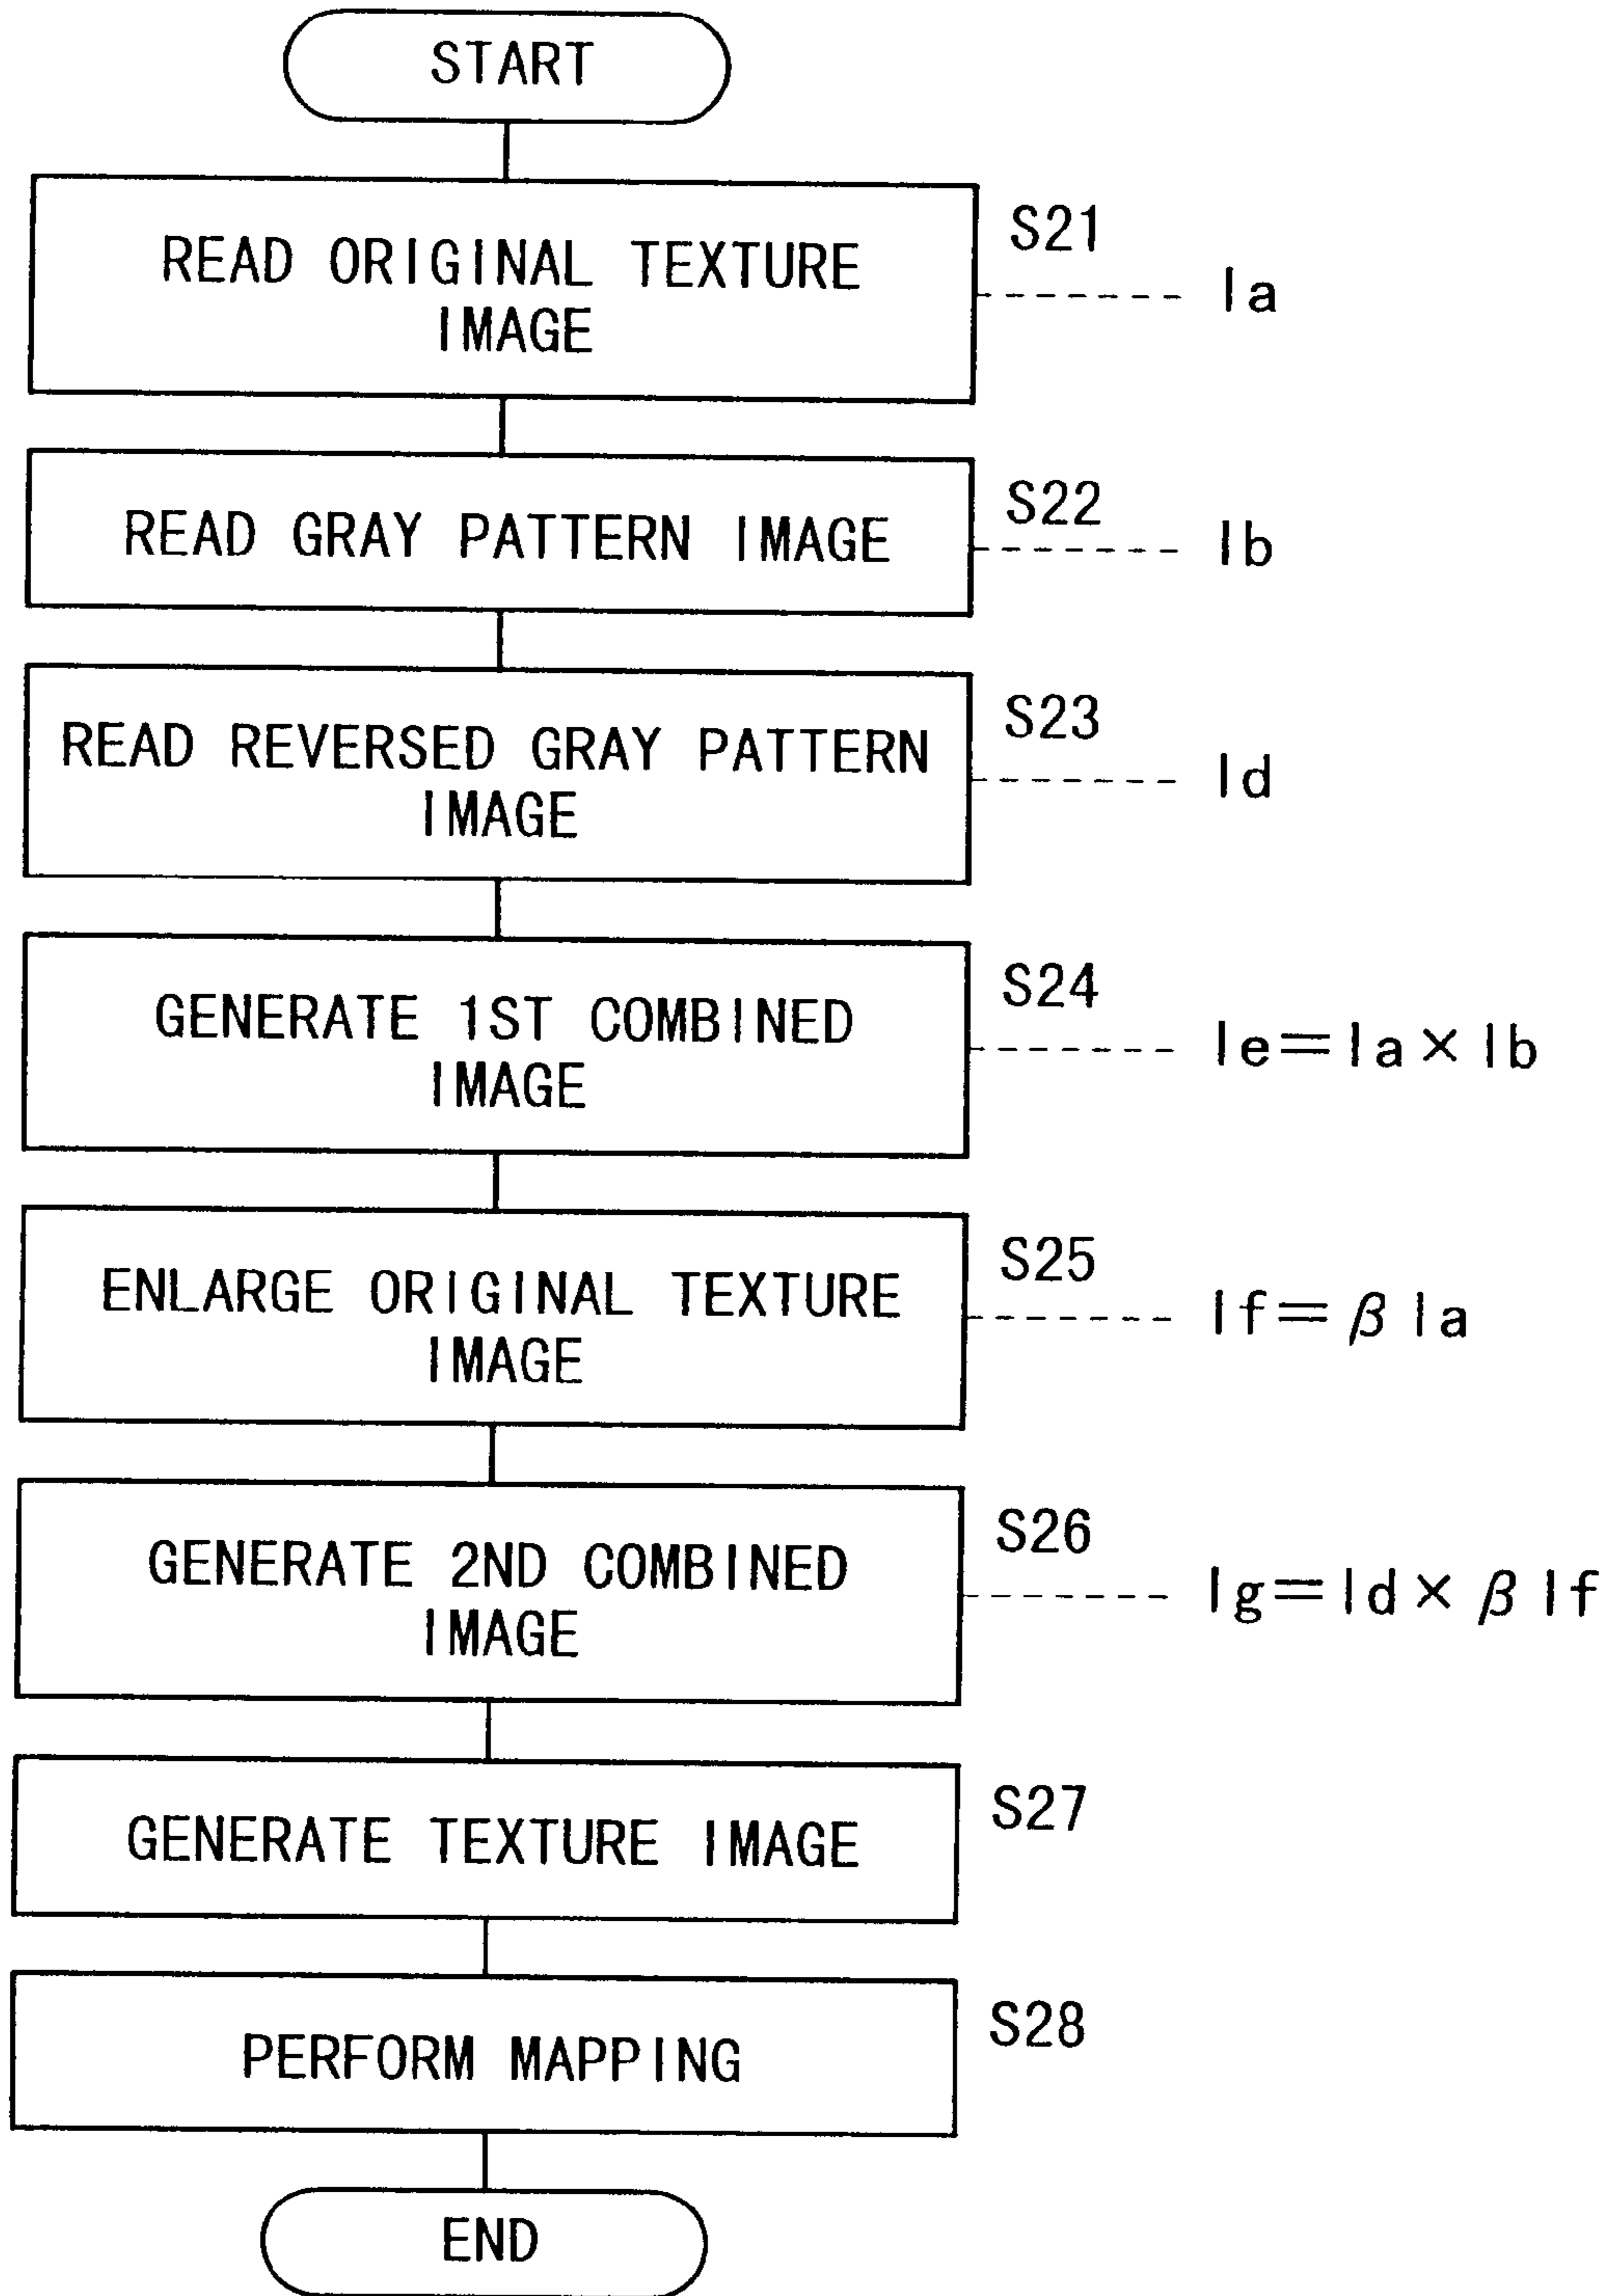 START
READ ORIGINAL TEXTURE
IMAGE
S21
Ia
READ GRAY PATTERN IMAGE
S22
Ib
READ REVERSED GRAY PATTERN
IMAGE
S23
Id
GENERATE 1ST COMBINED
IMAGE
S24
Ie=Ia×Ib
ENLARGE ORIGINAL TEXTURE
IMAGE
S25
If=β Ia
GENERATE 2ND COMBINED
IMAGE
S26
Ig=Id×β If
GENERATE TEXTURE IMAGE
S27
PERFORM MAPPING
S28
END